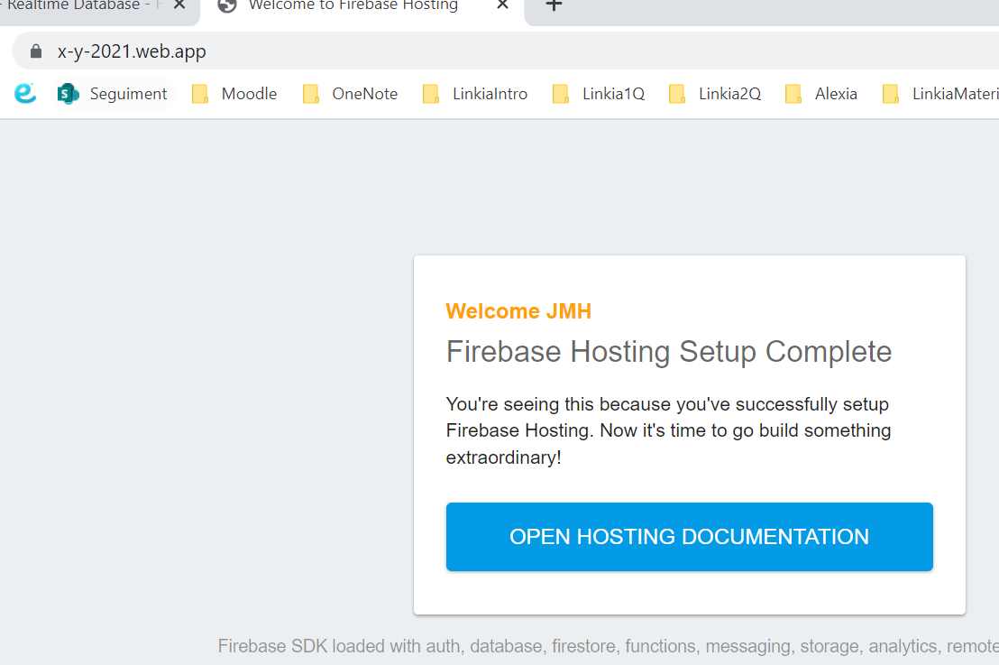 Realtime Database -
Welcome to Firebase Hosting
x-y-2021.web.app
Seguiment Moodle OneNote LinkiaIntro Linkia1Q Linkia2Q Alexia LinkiaMateri
Welcome JMH
Firebase Hosting Setup Complete
You're seeing this because you've successfully setup
Firebase Hosting. Now it's time to go build something
extraordinary!
OPEN HOSTING DOCUMENTATION
Firebase SDK loaded with auth, database, firestore, functions, messaging, storage, analytics, remote